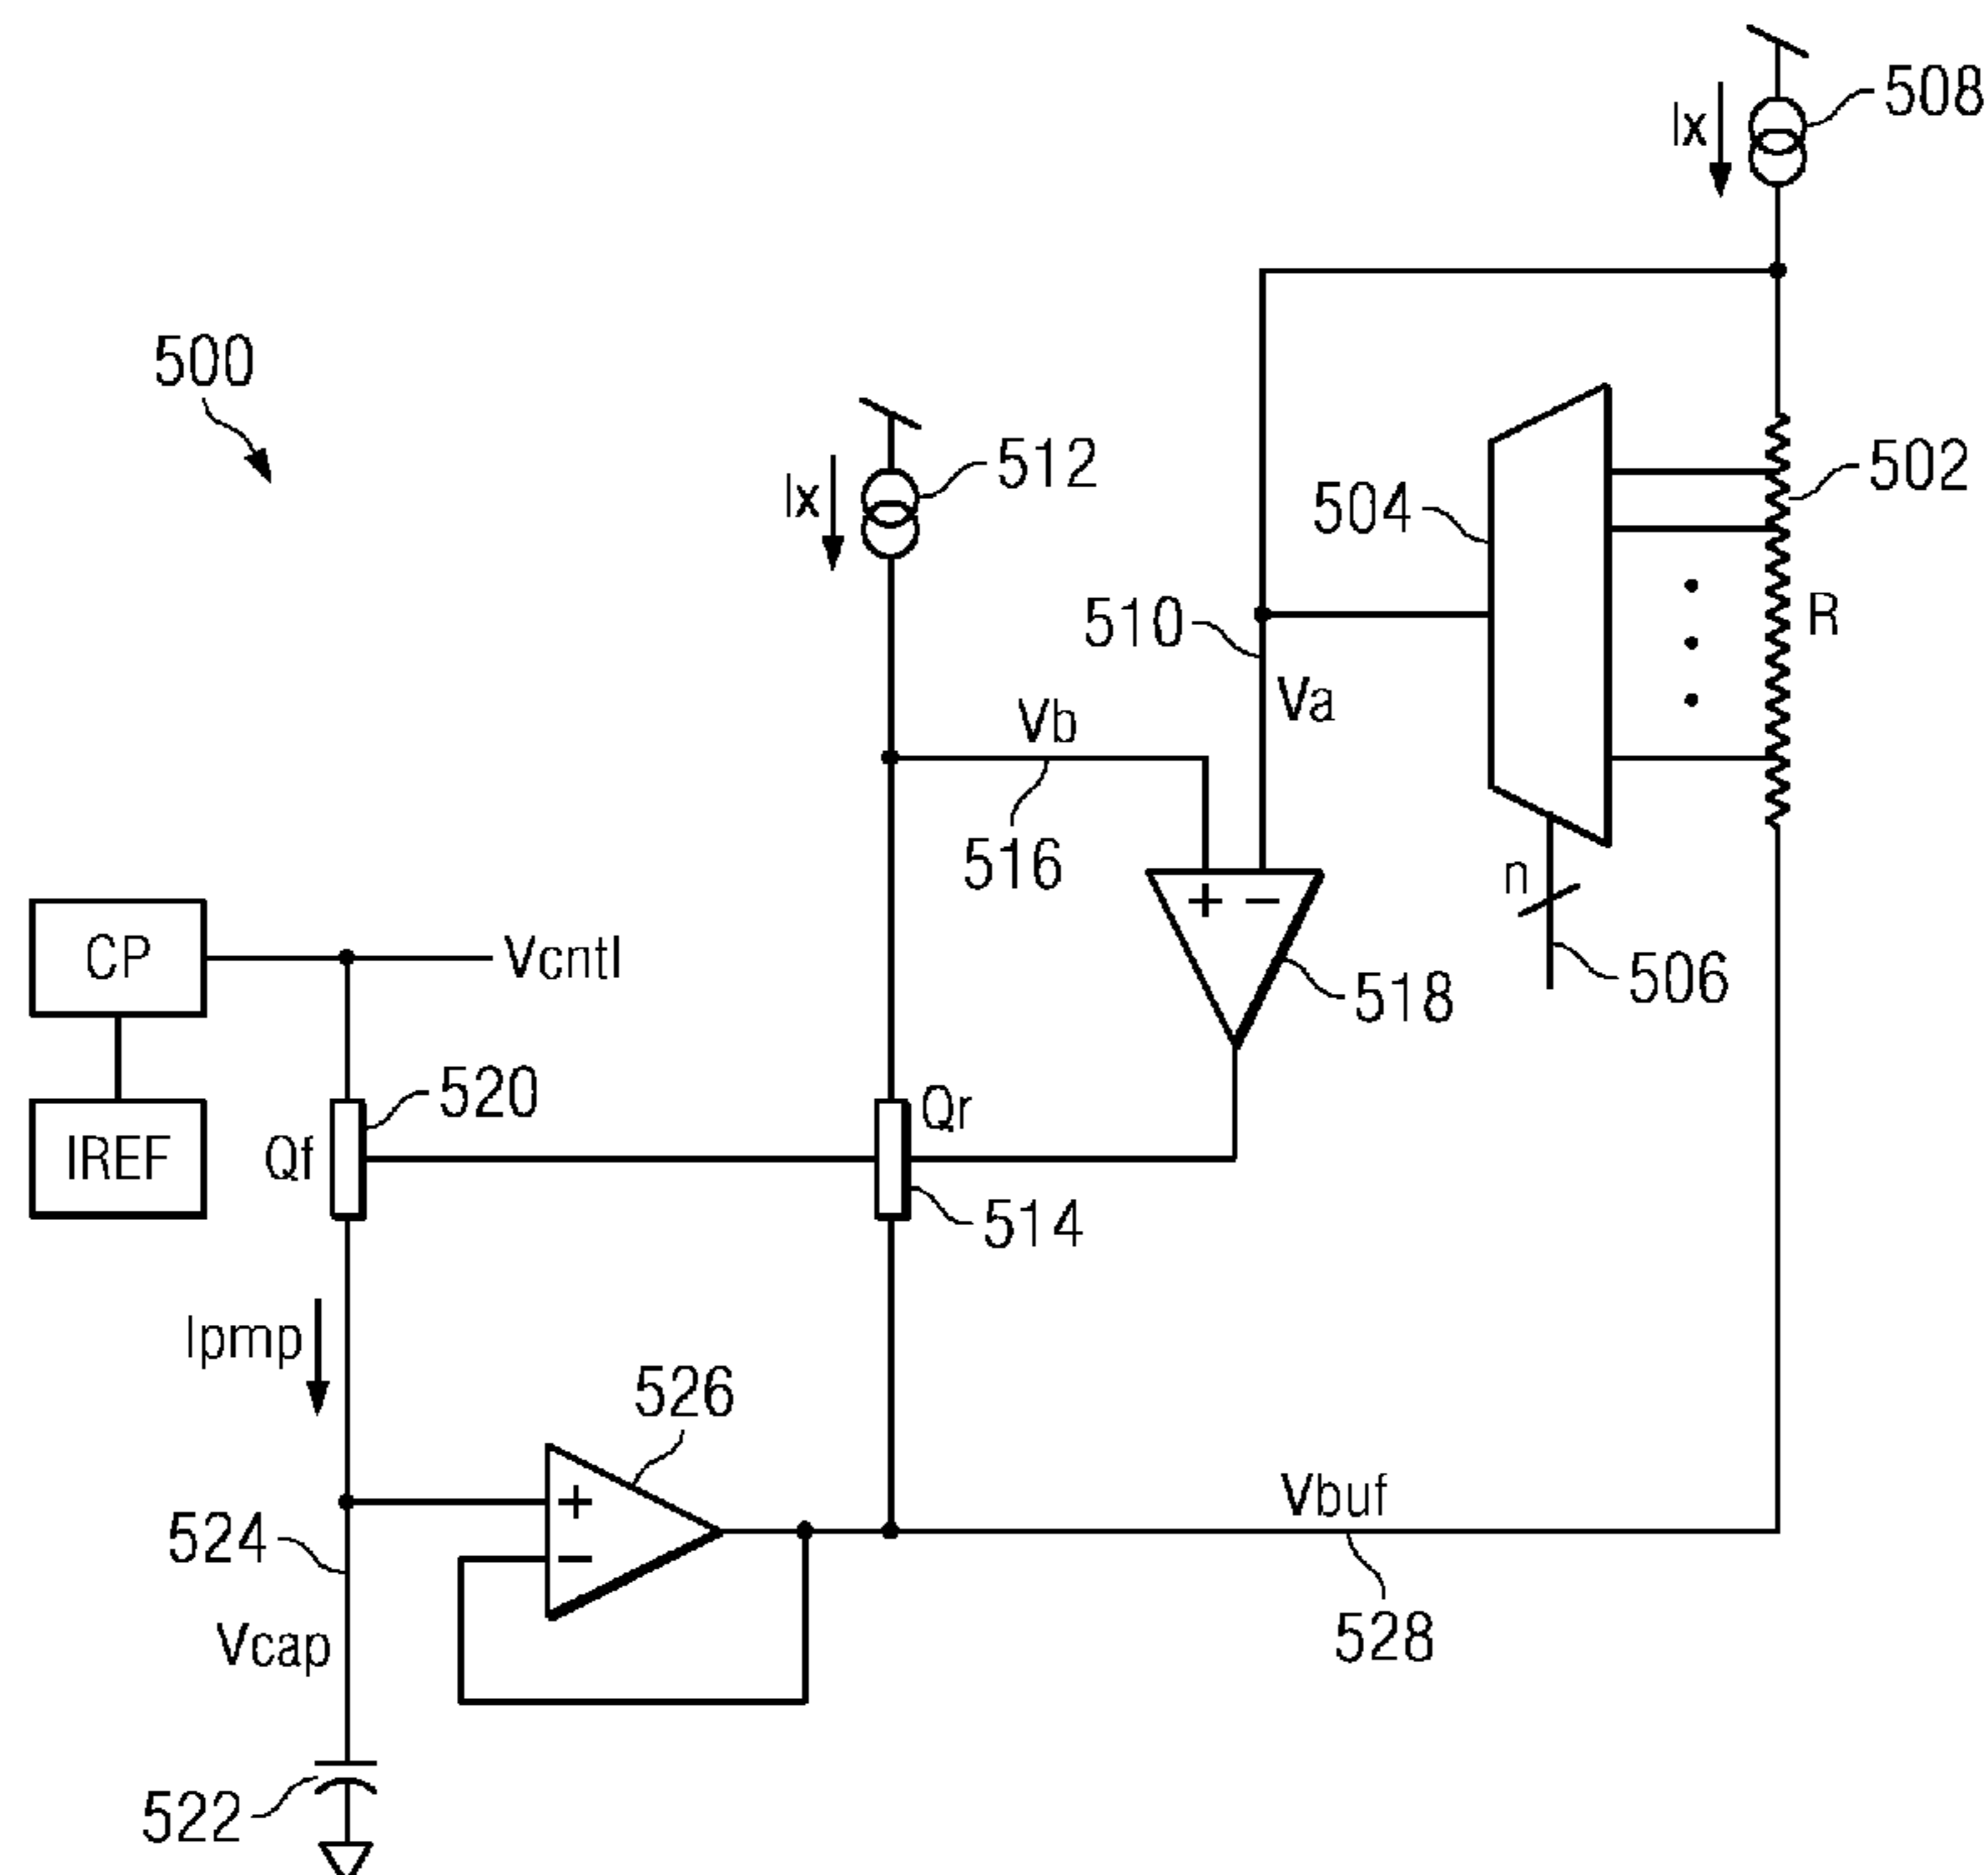 508
Ix
500
512
502
Ix
504
R
510
Va
Vb
516
n
CP
Vcntl
+ −
506
518
520
Qr
IREF
Qf
514
Ipmp
526
+
Vbuf
524
−
528
Vcap
522